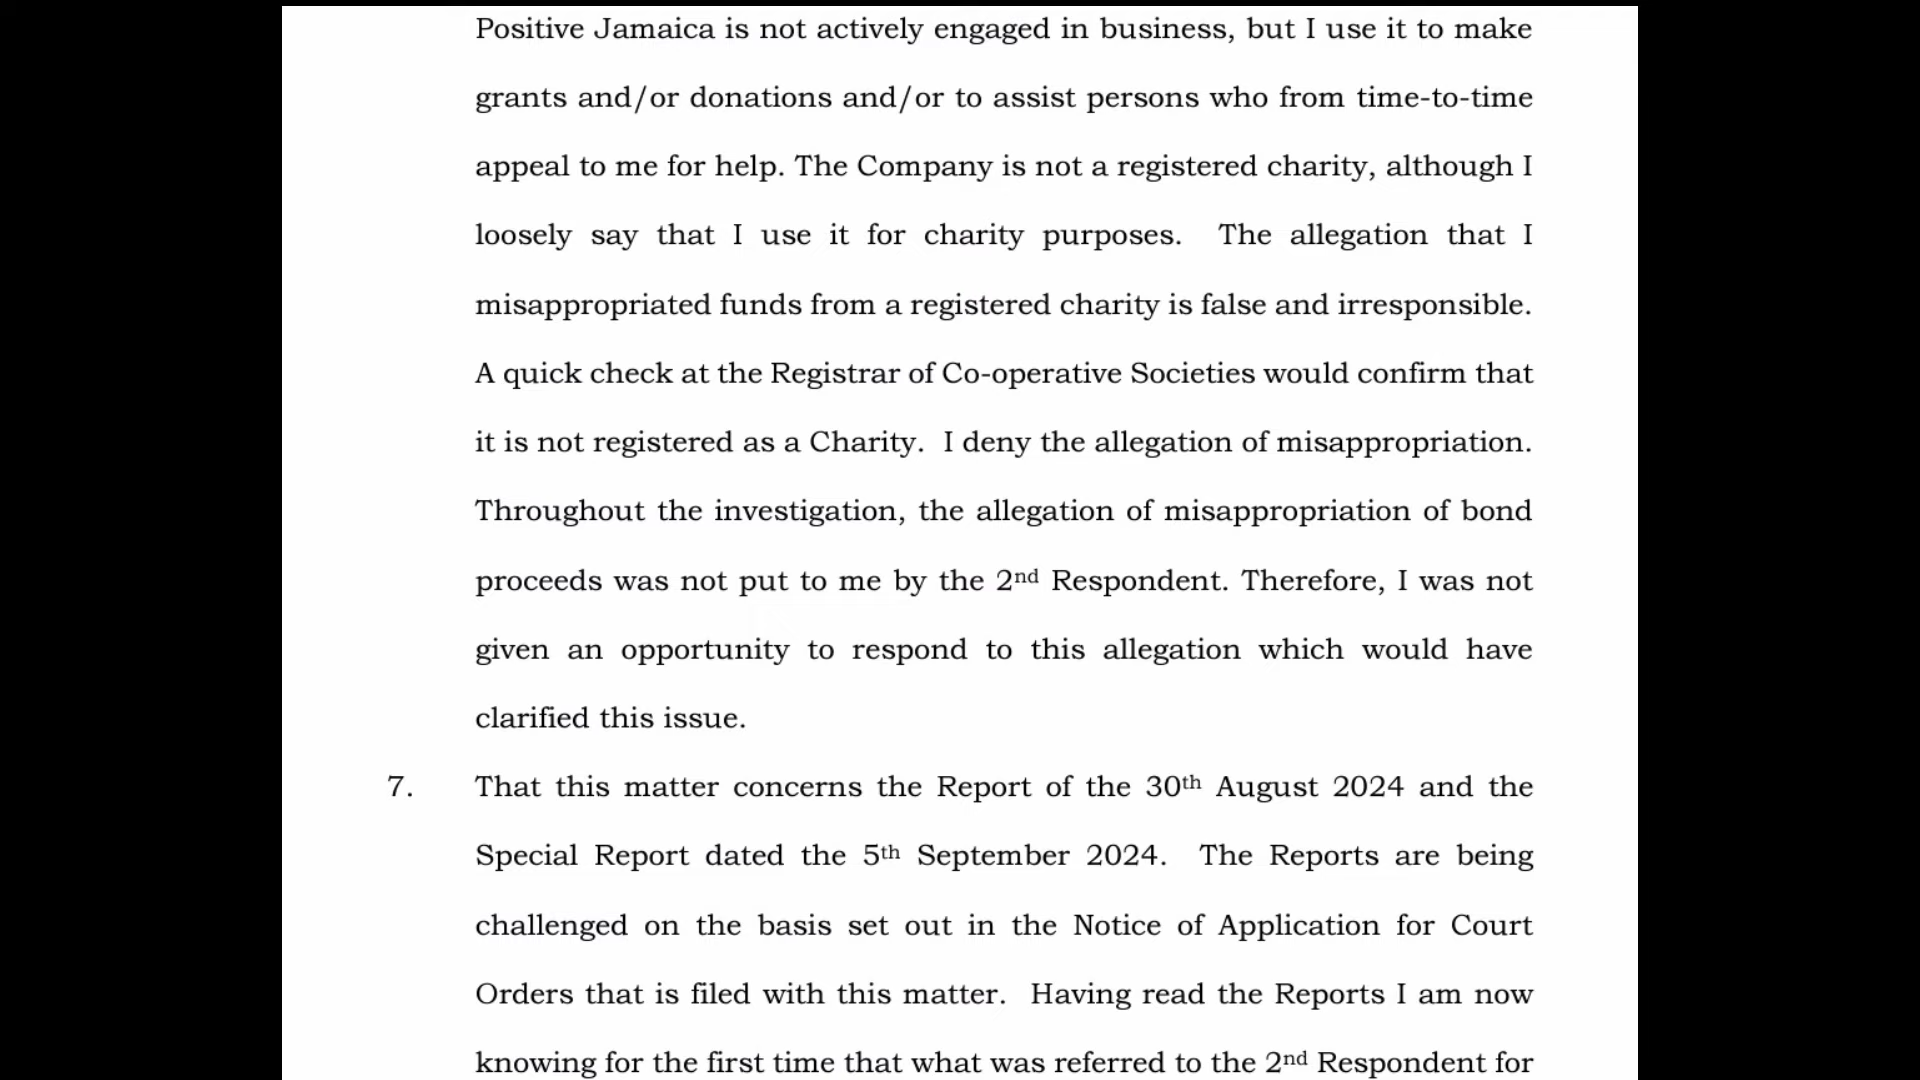 Positive Jamaica is not actively engaged in business, but I use it to make
grants and/or donations and/or to assist persons who from time-to-time
appeal to me for help. The Company is not a registered charity, although I
loosely say that I use it for charity purposes. The allegation that I
misappropriated funds from a registered charity is false and irresponsible.
A quick check at the Registrar of Co-operative Societies would confirm that
it is not registered as a Charity. I deny the allegation of misappropriation.
Throughout the investigation, the allegation of misappropriation of bond
proceeds was not put to me by the 2nd Respondent. Therefore, I was not
given an opportunity to respond to this allegation which would have
clarified this issue.
7. That this matter concerns the Report of the 30th August 2024 and the
Special Report dated the 5th September 2024. The Reports are being
challenged on the basis set out in the Notice of Application for Court
Orders that is filed with this matter. Having read the Reports I am now
knowing for the first time that what was referred to the 2nd Respondent for